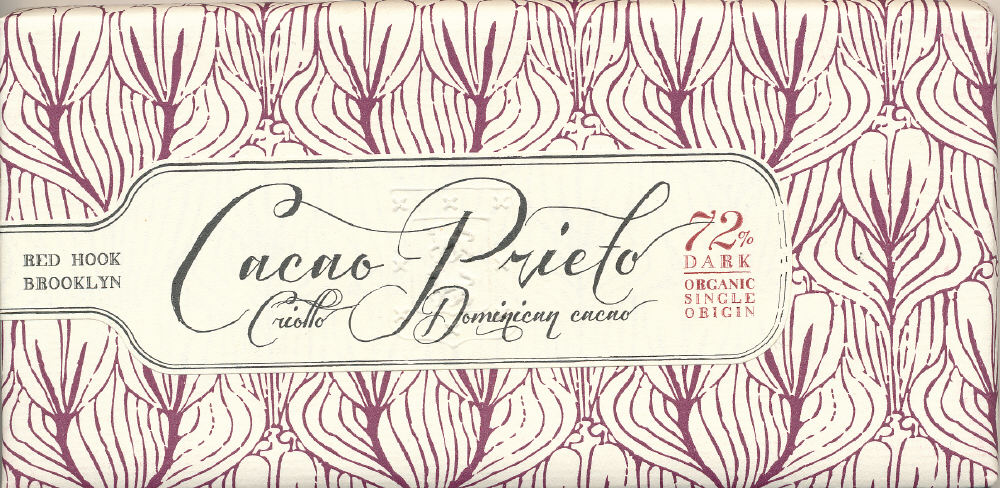 RED HOOK
BROOKLYN
Cacao Prieto
Criollo Dominican cacao
72%
DARK
ORGANIC
SINGLE
ORIGIN